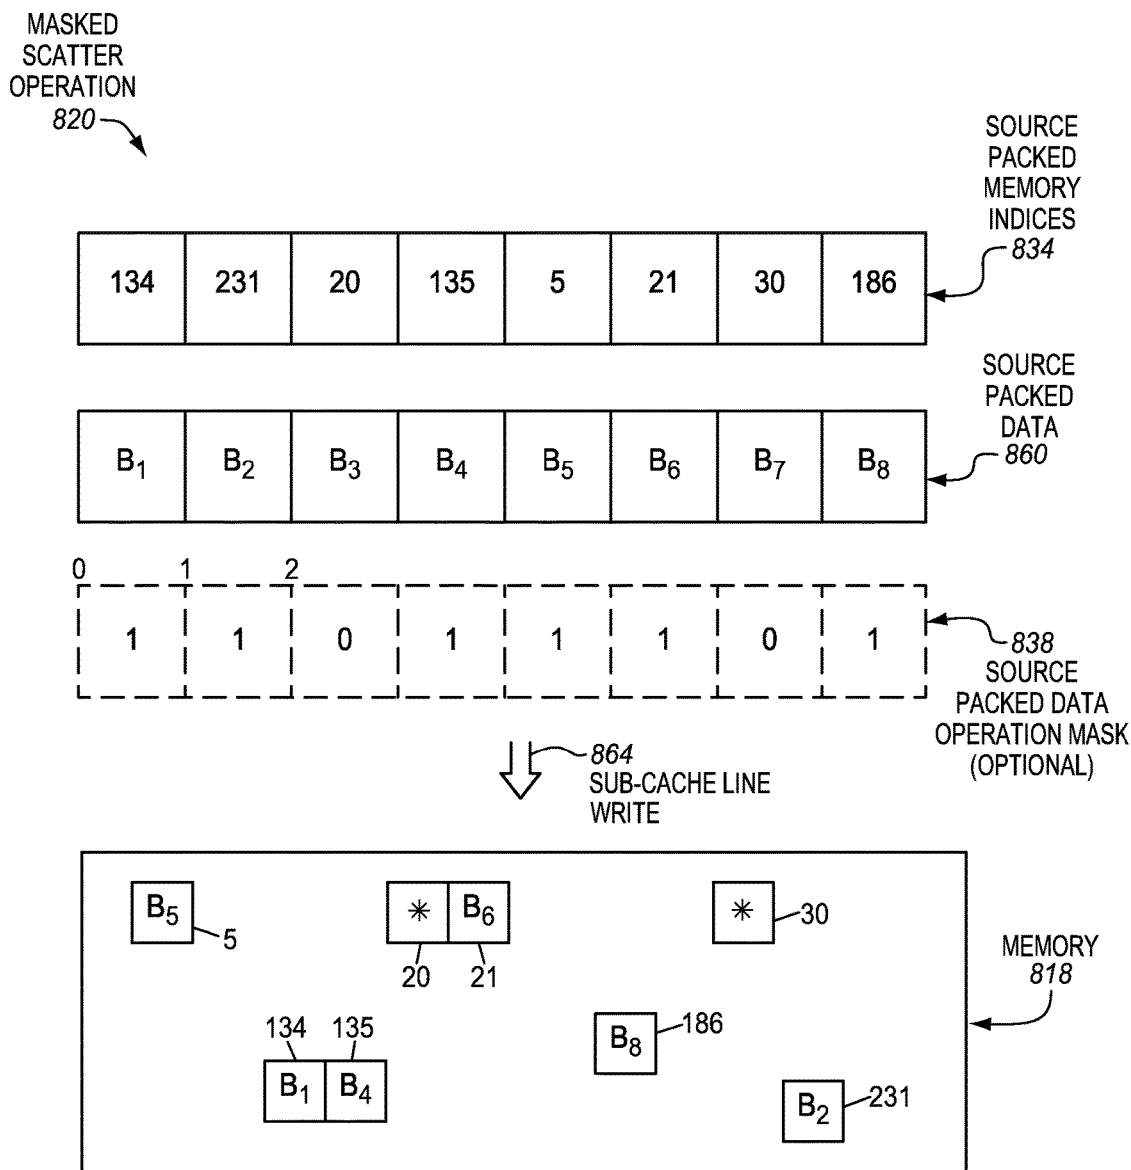 MASKED
SCATTER
OPERATION
820
SOURCE
PACKED
MEMORY
INDICES
834
134 231 20 135 5 21 30 186
SOURCE
PACKED
DATA
860
B₁ B₂ B₃ B₄ B₅ B₆ B₇ B₈
0 1 2
1 1 0 1 1 1 0 1
838
SOURCE
PACKED DATA
OPERATION MASK
(OPTIONAL)
864
SUB-CACHE LINE
WRITE
B₅ * B₆ *
5 20 21 30
MEMORY
818
134 135 186
B₁ B₄ B₈
B₂ 231